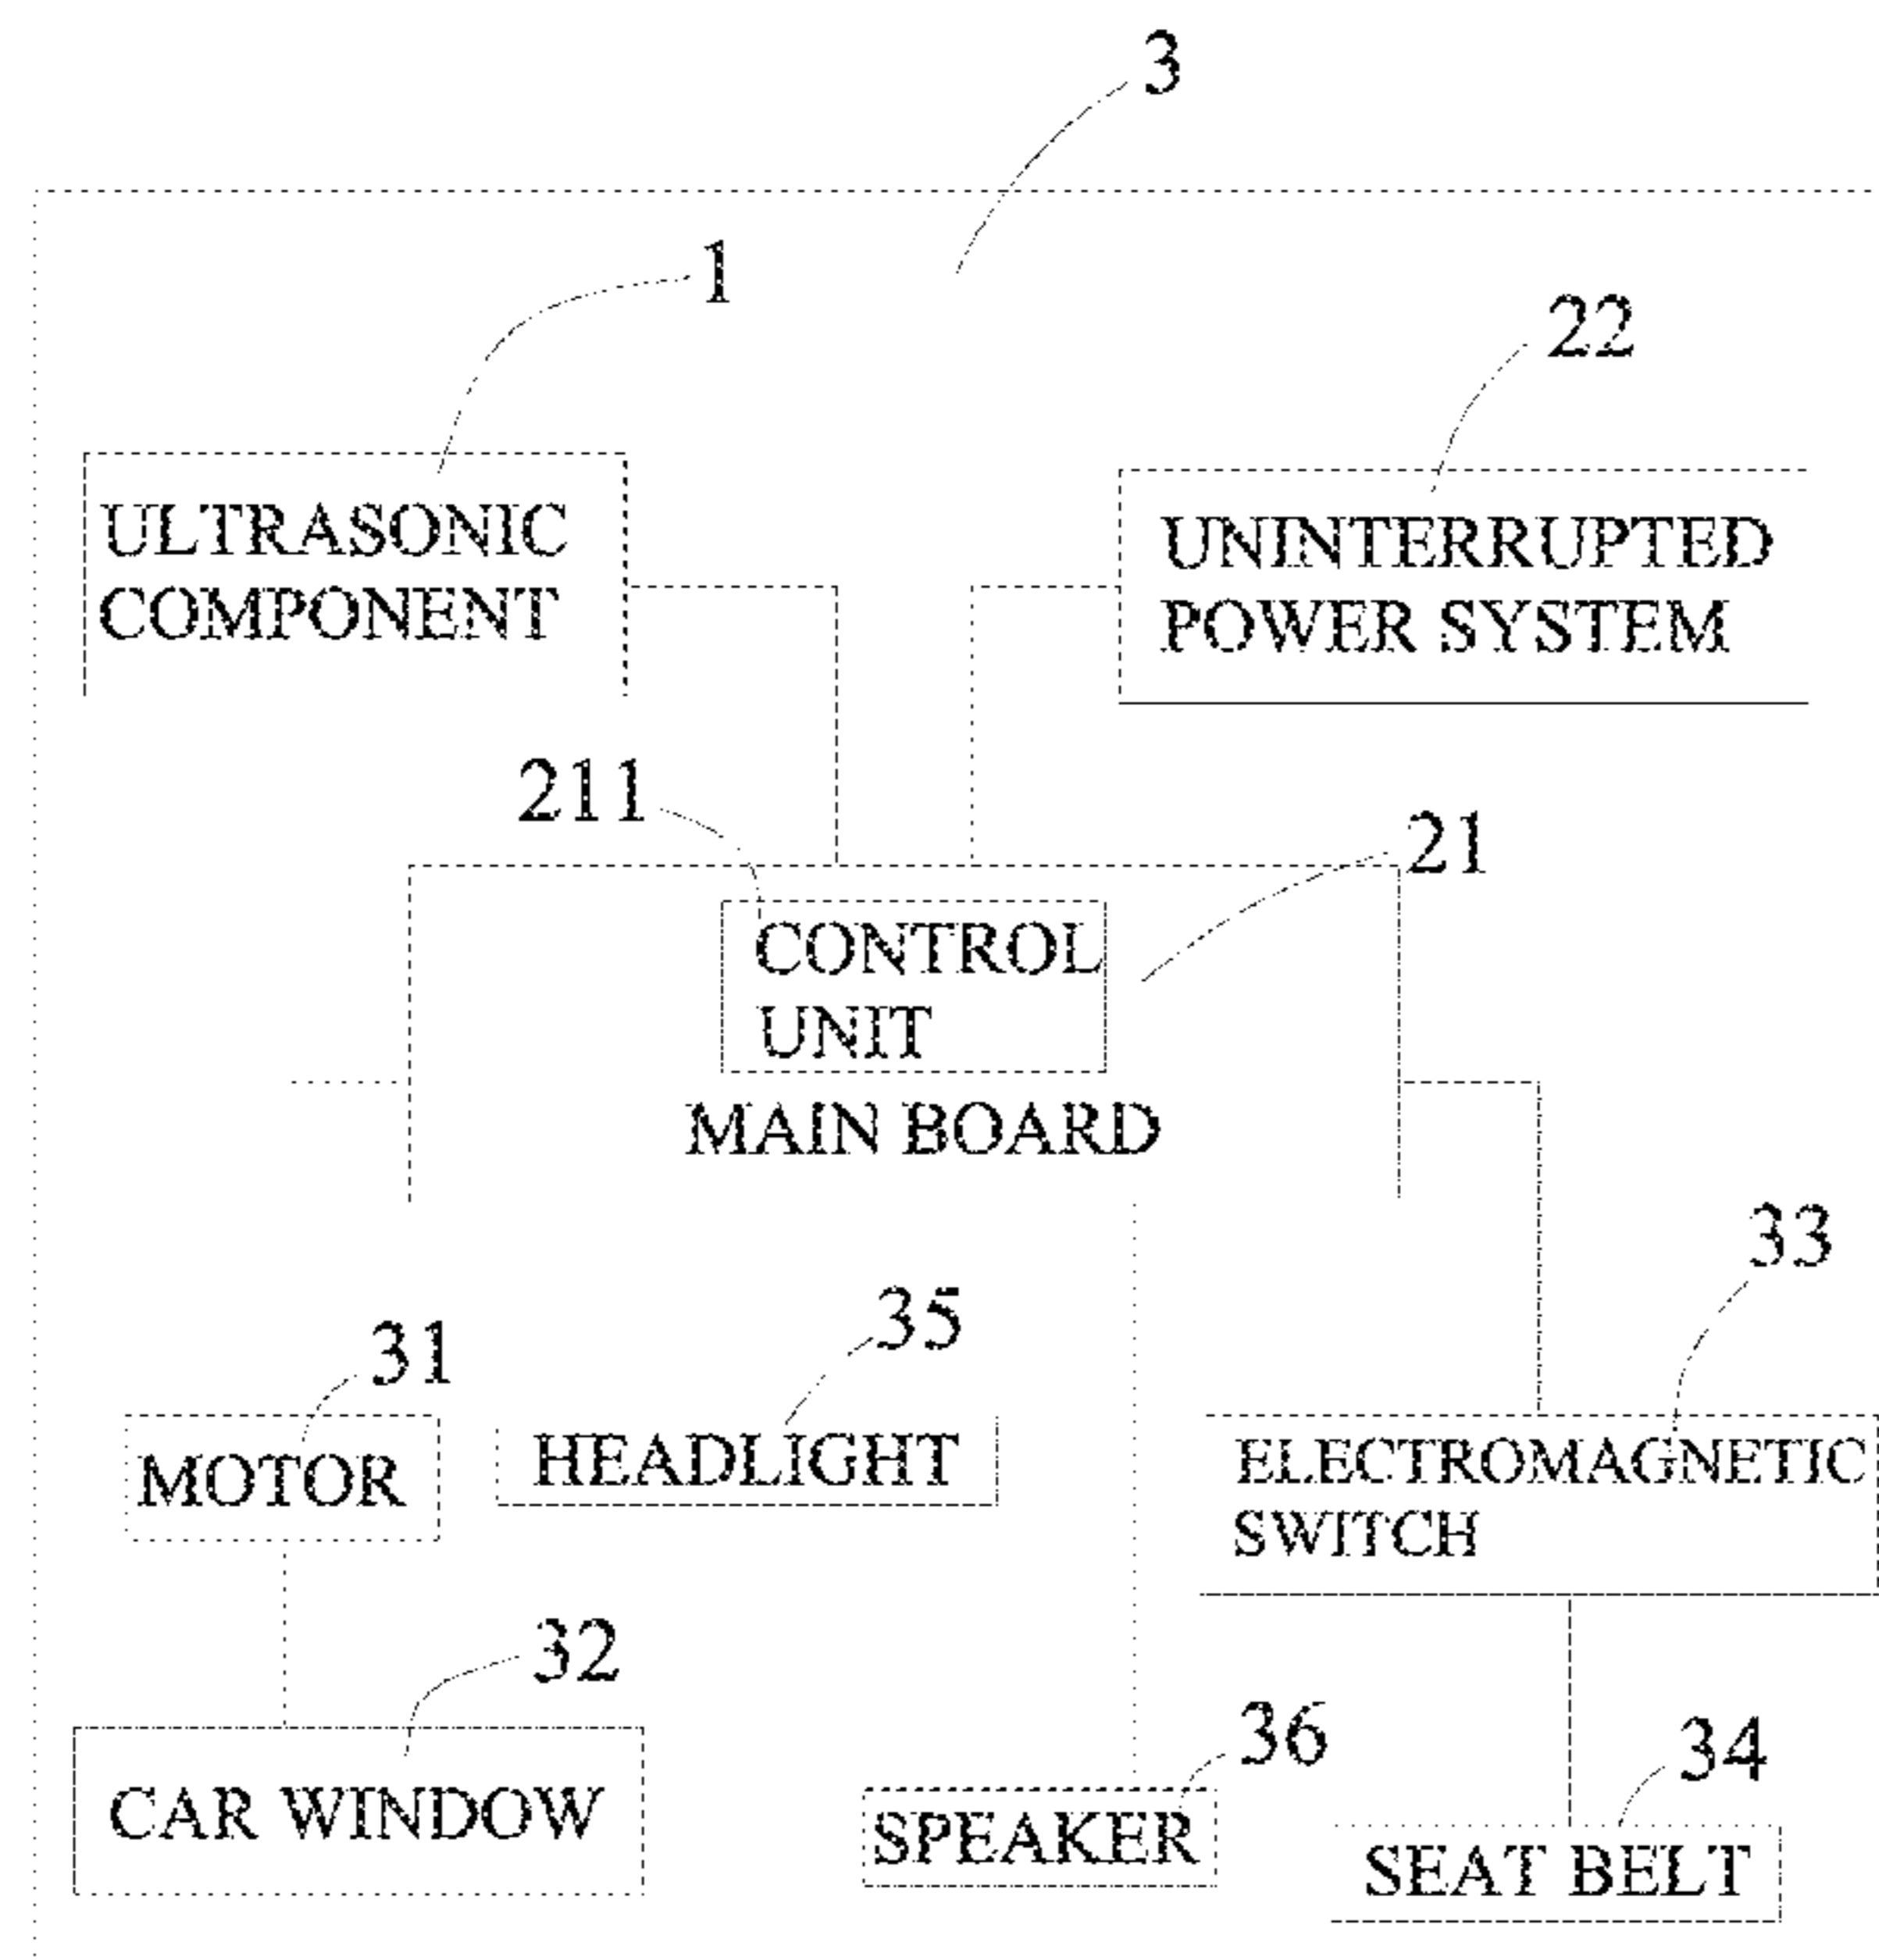 3
1
22
ULTRASONIC
COMPONENT
UNINTERRUPTED
POWER SYSTEM
211
21
CONTROL
UNIT
MAIN BOARD
33
35
31
MOTOR
HEADLIGHT
ELECTROMAGNETIC
SWITCH
32
36
34
CAR WINDOW
SPEAKER
SEAT BELT